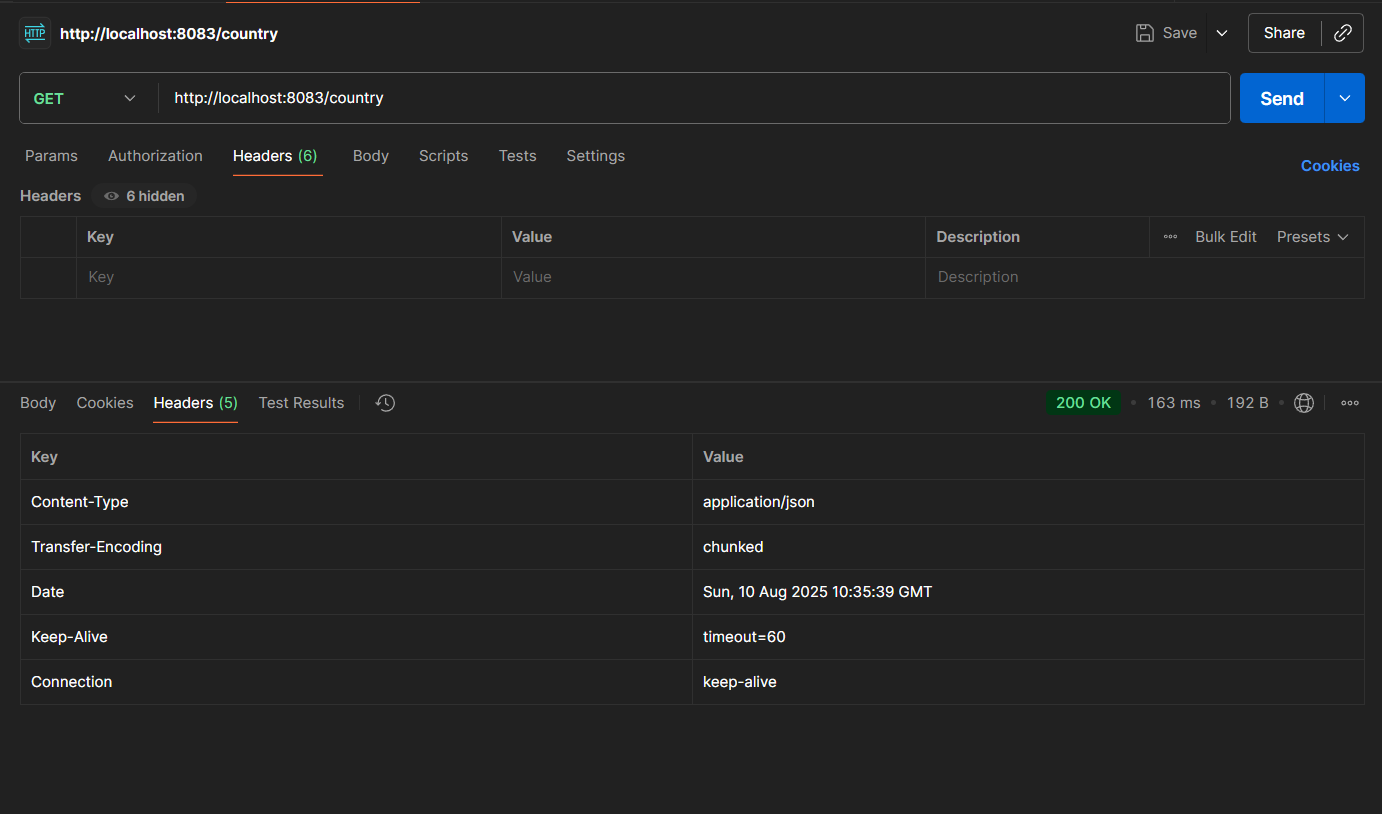 HTTP http://localhost:8083/country Save Share
GET http://localhost:8083/country Send
Params Authorization Headers (6) Body Scripts Tests Settings Cookies
Headers 6 hidden
Key Value Description Bulk Edit Presets
Key Value Description
Body Cookies Headers (5) Test Results 200 OK 163 ms 192 B
Key Value
Content-Type application/json
Transfer-Encoding chunked
Date Sun, 10 Aug 2025 10:35:39 GMT
Keep-Alive timeout=60
Connection keep-alive